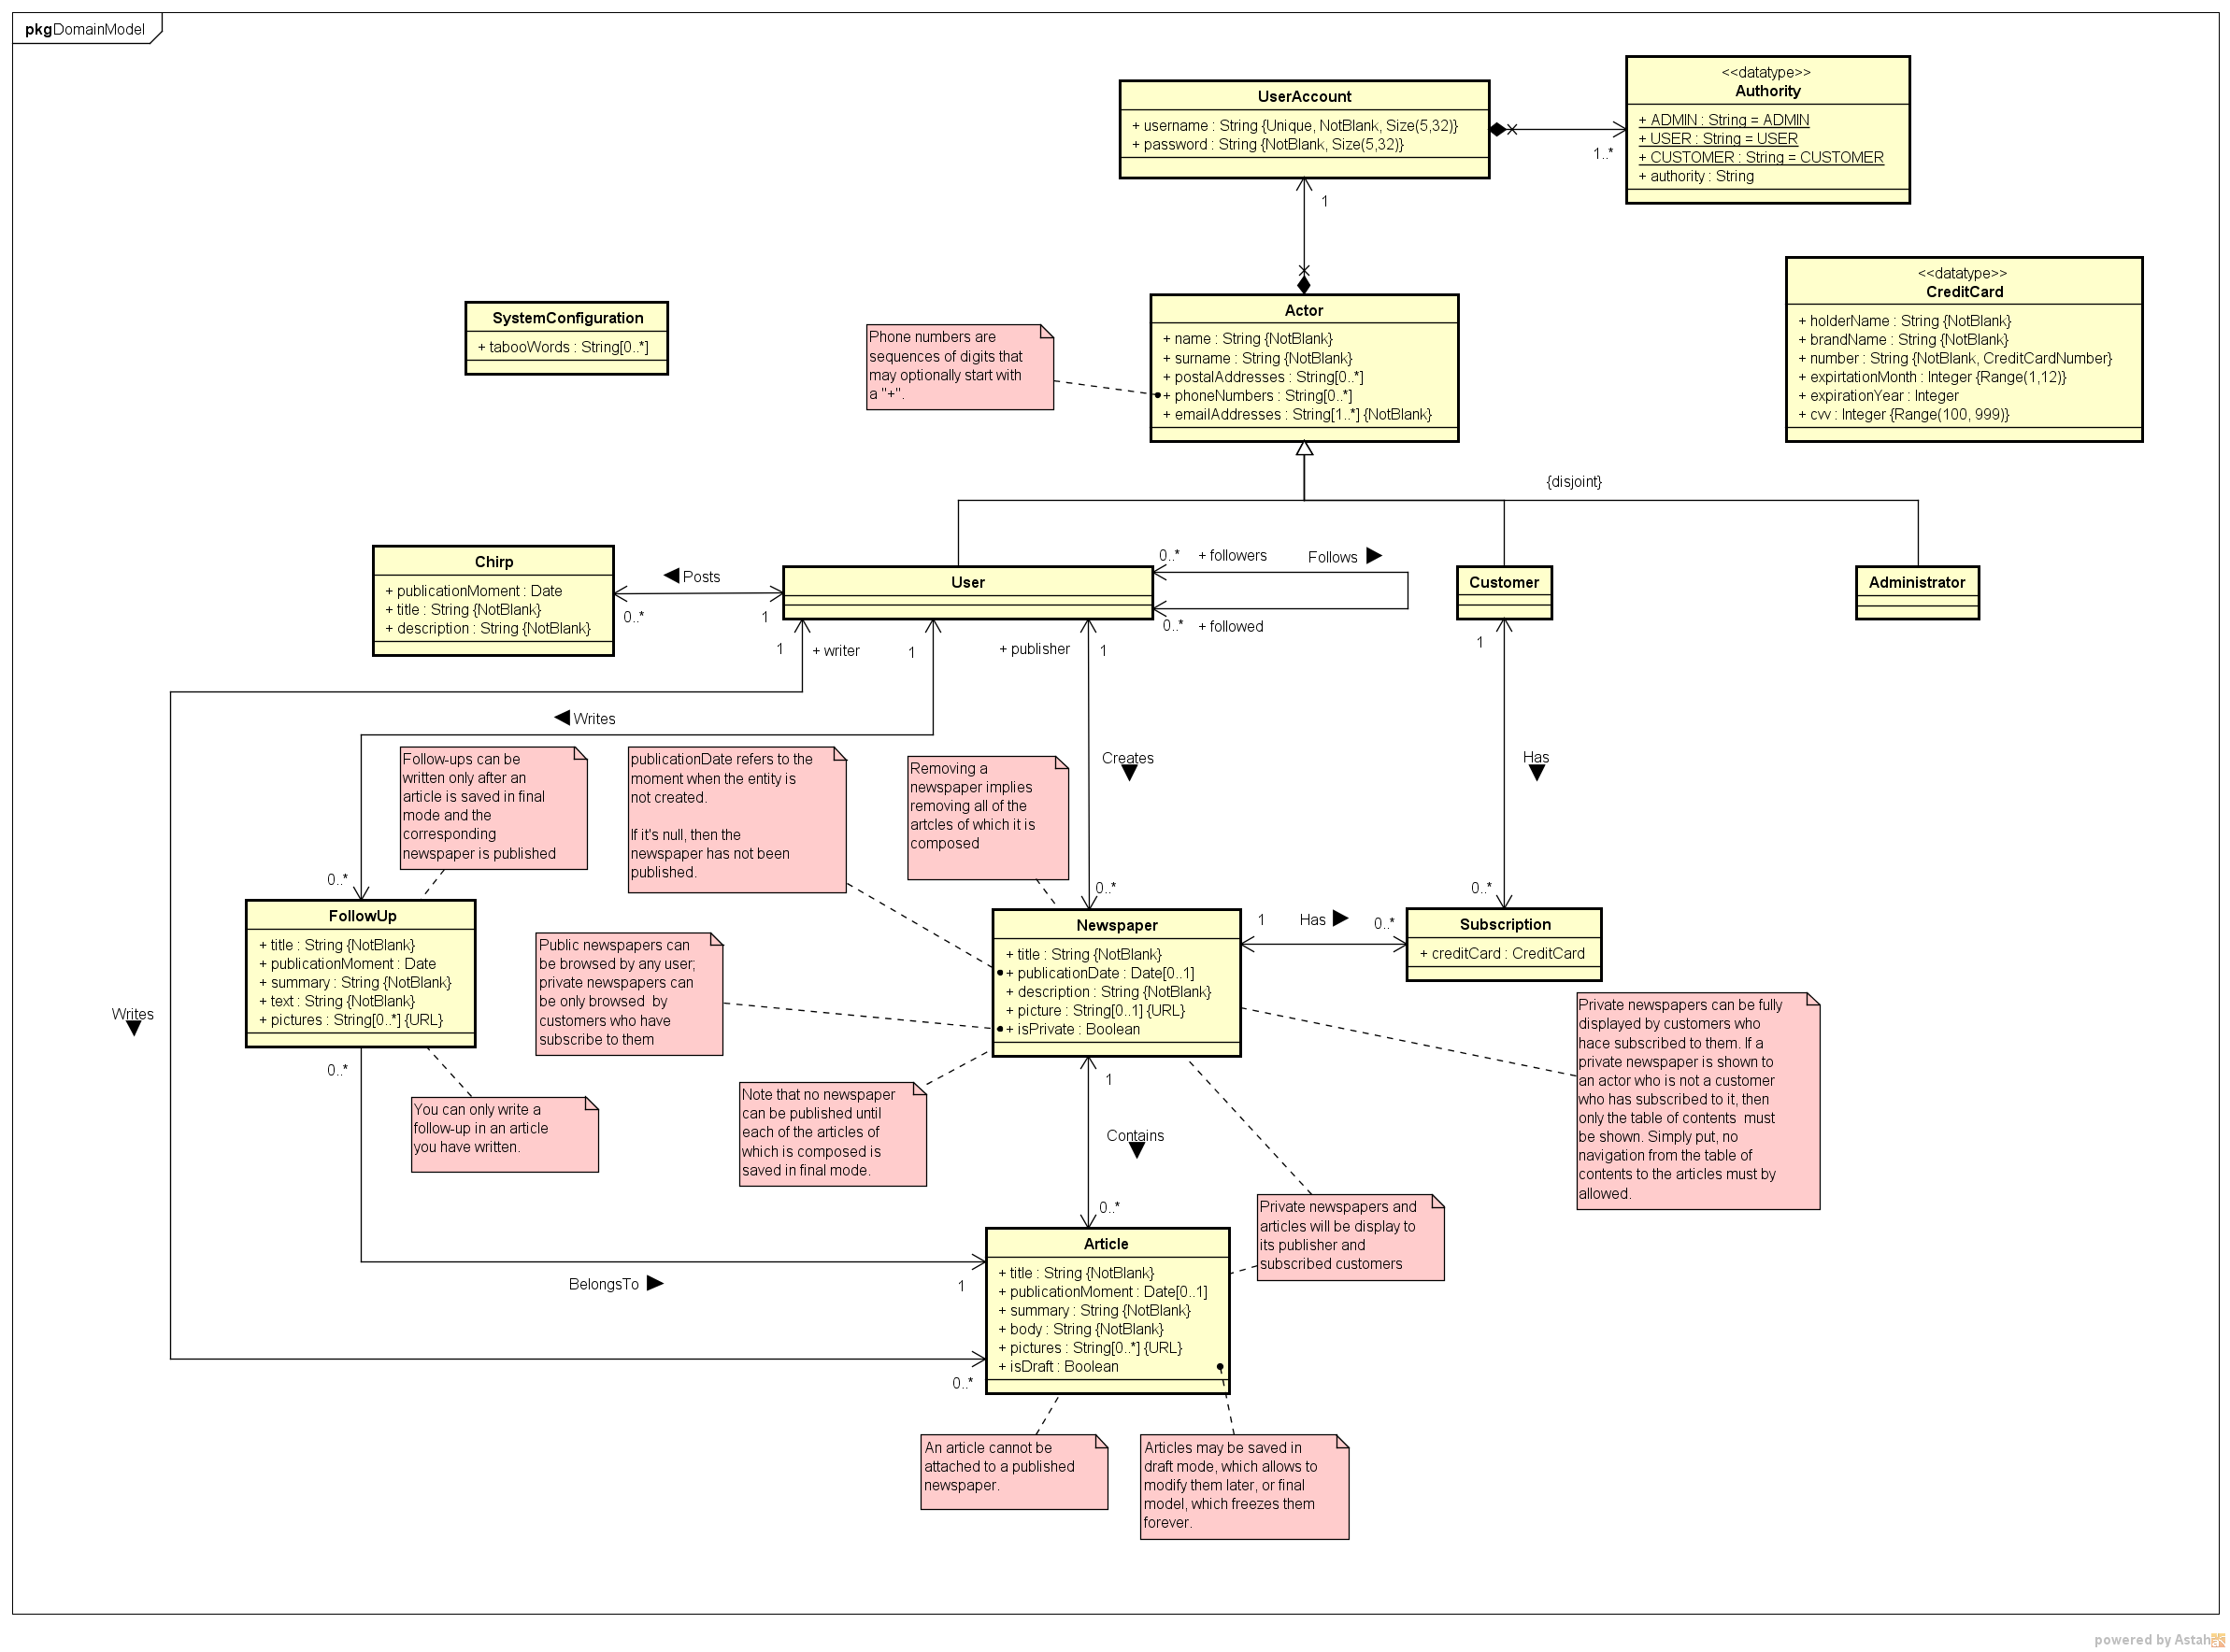 pkg DomainModel
UserAccount
+ username : String {Unique, NotBlank, Size(5,32)}
+ password : String {NotBlank, Size(5,32)}
1..*
<<datatype>>
Authority
+ ADMIN : String = ADMIN
+ USER : String = USER
+ CUSTOMER : String = CUSTOMER
+ authority : String
1
SystemConfiguration
+ tabooWords : String[0..*]
Phone numbers are
sequences of digits that
may optionally start with
a "+".
Actor
+ name : String {NotBlank}
+ surname : String {NotBlank}
+ postalAddresses : String[0..*]
+ phoneNumbers : String[0..*]
+ emailAddresses : String[1..*] {NotBlank}
<<datatype>>
CreditCard
+ holderName : String {NotBlank}
+ brandName : String {NotBlank}
+ number : String {NotBlank, CreditCardNumber}
+ expirtationMonth : Integer {Range(1,12)}
+ expirationYear : Integer
+ cvv : Integer {Range(100, 999)}
{disjoint}
Chirp
+ publicationMoment : Date
+ title : String {NotBlank}
+ description : String {NotBlank}
Posts
0..*
1
User
0..*
+ followers
Follows
0..*
+ followed
Customer
Administrator
1
+ writer
1
+ publisher
1
1
Writes
Creates
Has
Follow-ups can be
written only after an
article is saved in final
mode and the
corresponding
newspaper is published
publicationDate refers to the
moment when the entity is
not created.
If it's null, then the
newspaper has not been
published.
Removing a
newspaper implies
removing all of the
artcles of which it is
composed
0..*
0..*
0..*
FollowUp
+ title : String {NotBlank}
+ publicationMoment : Date
+ summary : String {NotBlank}
+ text : String {NotBlank}
+ pictures : String[0..*] {URL}
Public newspapers can
be browsed by any user;
private newspapers can
be only browsed  by
customers who have
subscribe to them
Newspaper
+ title : String {NotBlank}
+ publicationDate : Date[0..1]
+ description : String {NotBlank}
+ picture : String[0..1] {URL}
+ isPrivate : Boolean
1
Has
0..*
Subscription
+ creditCard : CreditCard
Writes
Private newspapers can be fully
displayed by customers who
hace subscribed to them. If a
private newspaper is shown to
an actor who is not a customer
who has subscribed to it, then
only the table of contents  must
be shown. Simply put, no
navigation from the table of
contents to the articles must by
allowed.
0..*
You can only write a
follow-up in an article
you have written.
Note that no newspaper
can be published until
each of the articles of
which is composed is
saved in final mode.
1
Contains
0..*
Private newspapers and
articles will be display to
its publisher and
subscribed customers
BelongsTo
1
Article
+ title : String {NotBlank}
+ publicationMoment : Date[0..1]
+ summary : String {NotBlank}
+ body : String {NotBlank}
+ pictures : String[0..*] {URL}
+ isDraft : Boolean
0..*
An article cannot be
attached to a published
newspaper.
Articles may be saved in
draft mode, which allows to
modify them later, or final
model, which freezes them
forever.
powered by Astah